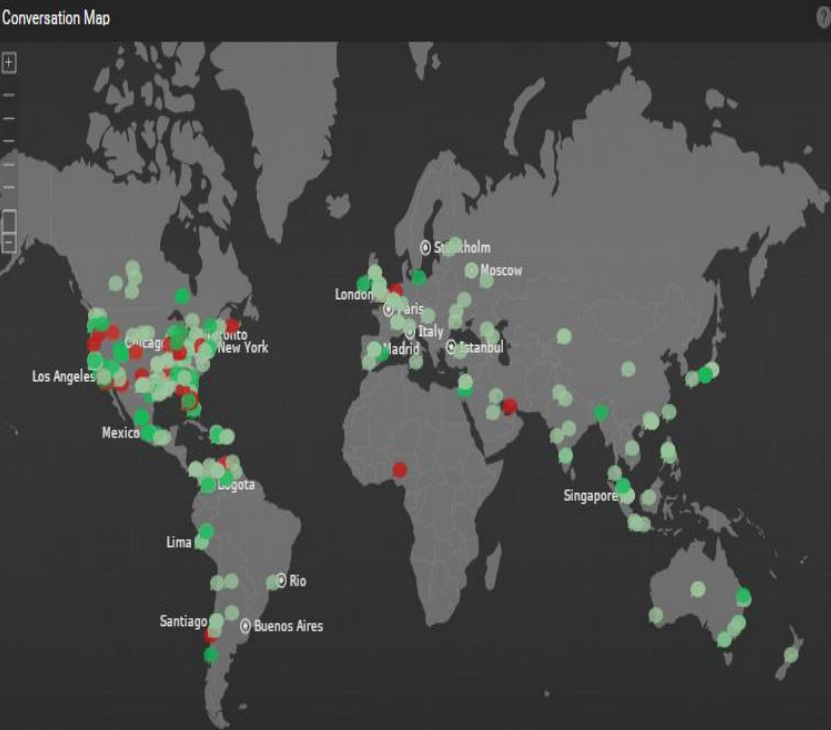 Conversation Map
?
+
-
Stockholm
Moscow
London
Paris
Toronto
Chicago
Italy
New York
Istanbul
Madrid
Los Angeles
Mexico
Bogota
Singapore
Lima
Rio
Santiago
Buenos Aires